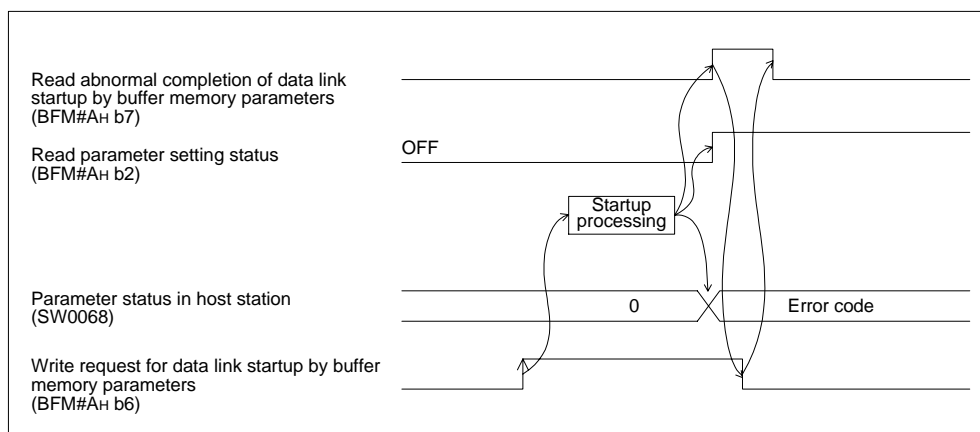 Read abnormal completion of data link
startup by buffer memory parameters
(BFM#AH b7)
Read parameter setting status
(BFM#AH b2)
OFF
Startup
processing
Parameter status in host station
(SW0068)
0
Error code
Write request for data link startup by buffer
memory parameters
(BFM#AH b6)